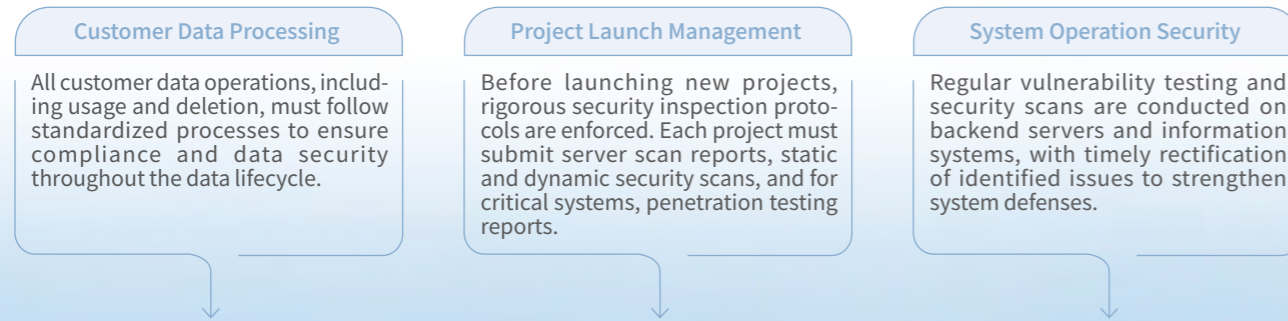 Customer Data Processing
All customer data operations, includ-
ing usage and deletion, must follow
standardized processes to ensure
compliance and data security
throughout the data lifecycle.
Project Launch Management
Before launching new projects,
rigorous security inspection proto-
cols are enforced. Each project must
submit server scan reports, static
and dynamic security scans, and for
critical systems, penetration testing
reports.
System Operation Security
Regular vulnerability testing and
security scans are conducted on
backend servers and information
systems, with timely rectification
of identified issues to strengthen
system defenses.